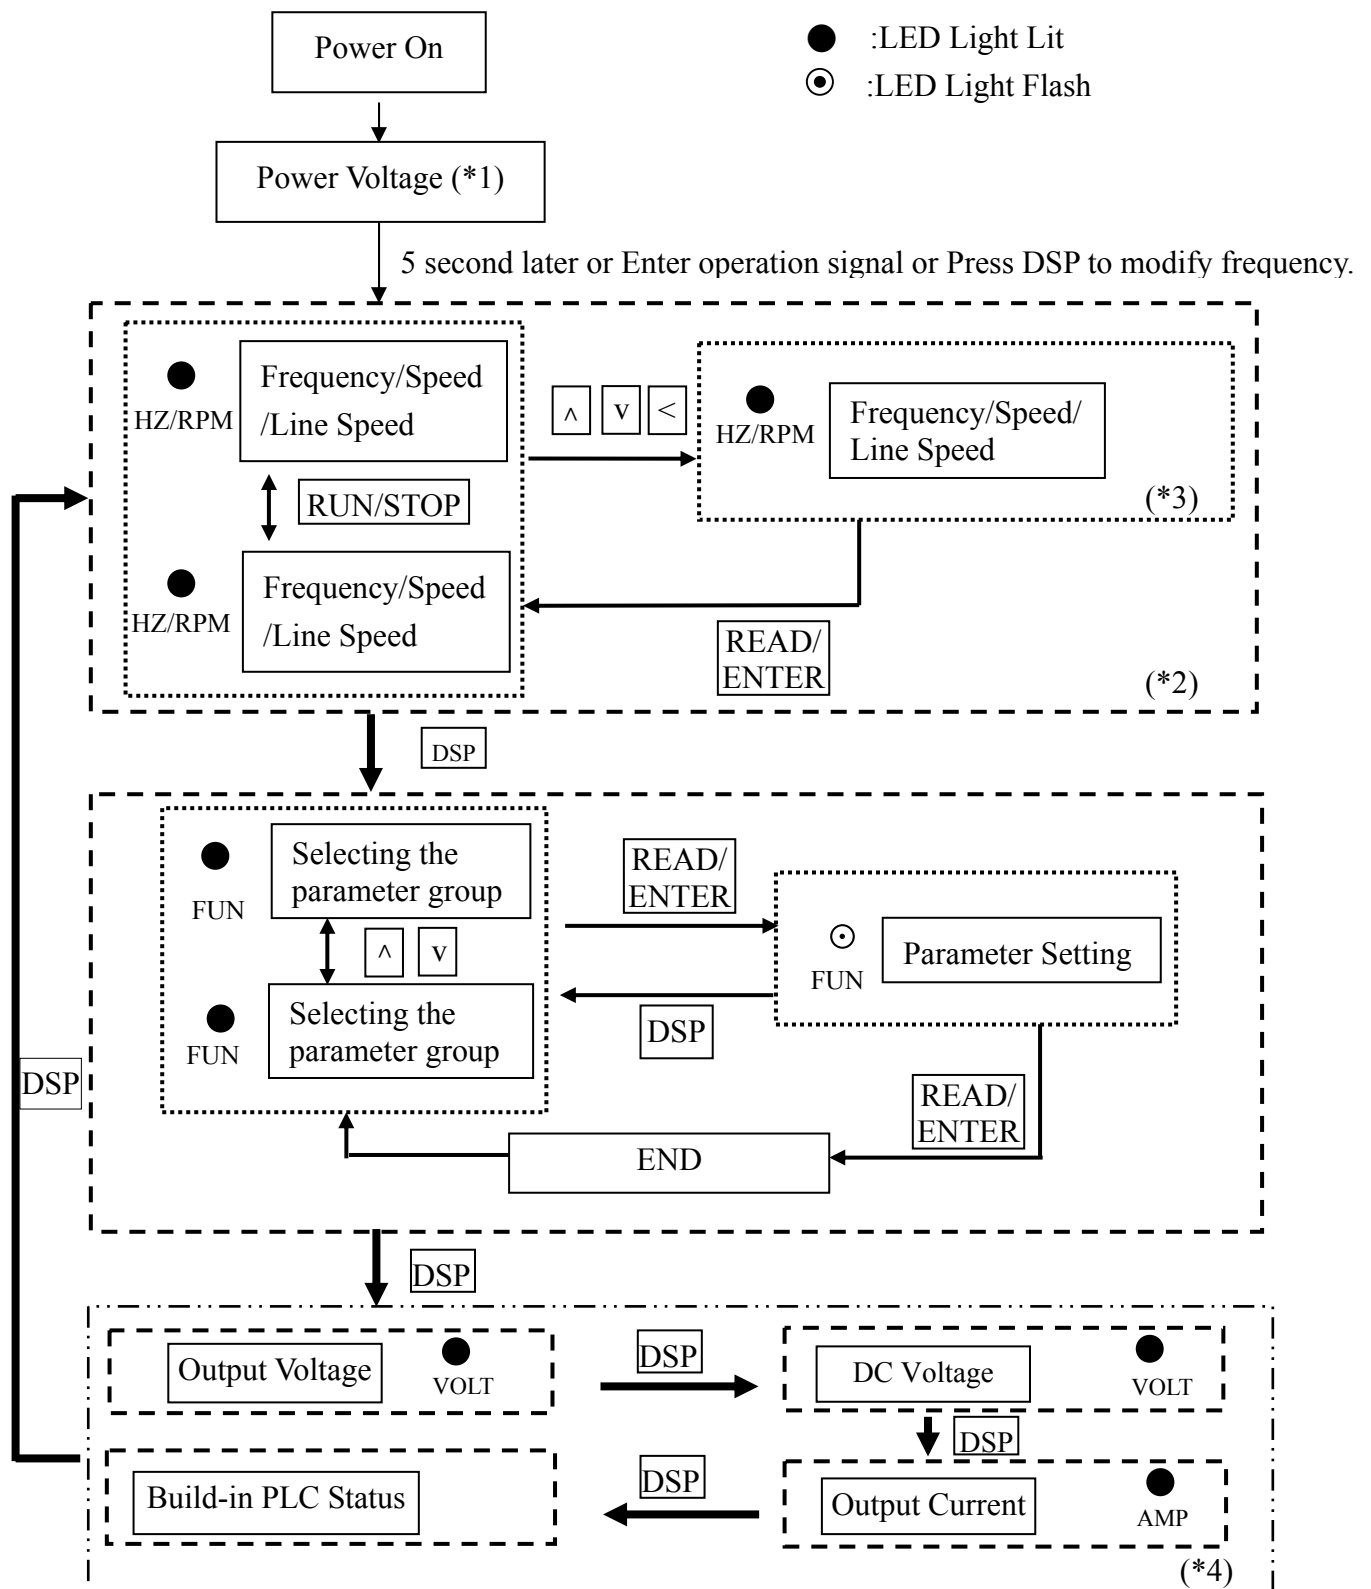 Power On
:LED Light Lit
:LED Light Flash
Power Voltage (*1)
5 second later or Enter operation signal or Press DSP to modify frequency.
Frequency/Speed
/Line Speed
HZ/RPM
^ v <
HZ/RPM
Frequency/Speed/
Line Speed
(*3)
RUN/STOP
HZ/RPM
Frequency/Speed
/Line Speed
READ/
ENTER
(*2)
DSP
Selecting the
parameter group
FUN
READ/
ENTER
^ v
FUN
Parameter Setting
Selecting the
parameter group
FUN
DSP
DSP
READ/
ENTER
END
DSP
Output Voltage
VOLT
DSP
DC Voltage
VOLT
DSP
Build-in PLC Status
DSP
Output Current
AMP
(*4)